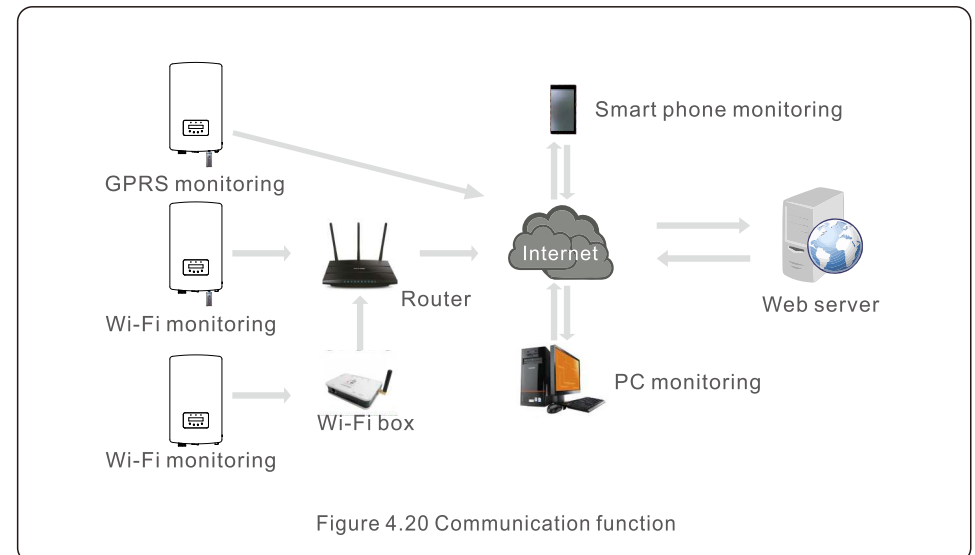 Smart phone monitoring
GPRS monitoring
Internet
Router
Web server
Wi-Fi monitoring
PC monitoring
Wi-Fi box
Wi-Fi monitoring
Figure 4.20 Communication function